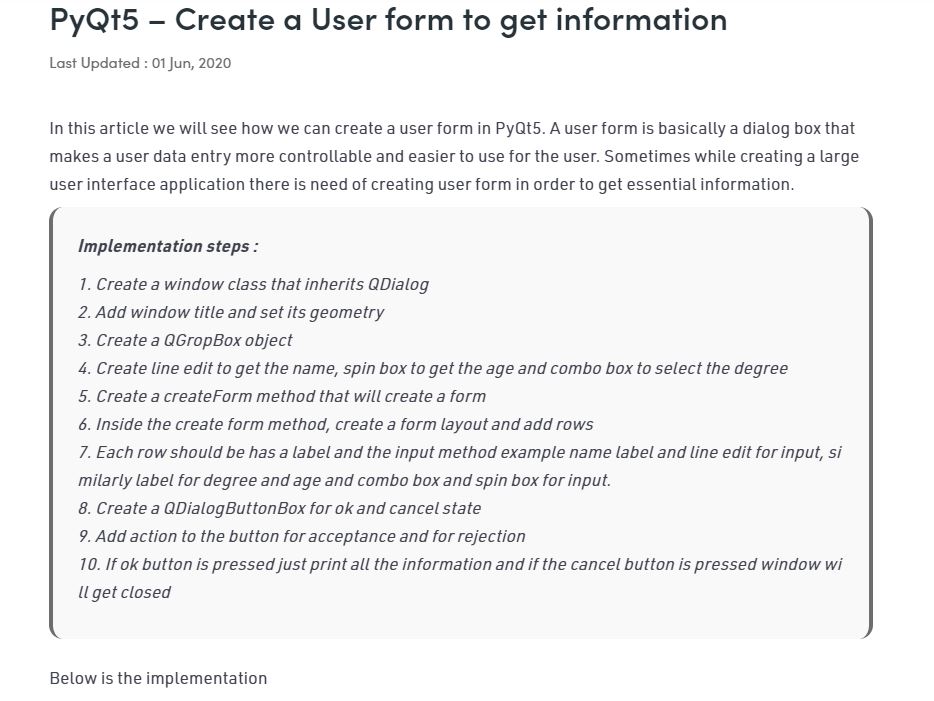 PyQt5 – Create a User form to get information
Last Updated : 01 Jun, 2020
In this article we will see how we can create a user form in PyQt5. A user form is basically a dialog box that
makes a user data entry more controllable and easier to use for the user. Sometimes while creating a large
user interface application there is need of creating user form in order to get essential information.
Implementation steps :
1. Create a window class that inherits QDialog
2. Add window title and set its geometry
3. Create a QGropBox object
4. Create line edit to get the name, spin box to get the age and combo box to select the degree
5. Create a createForm method that will create a form
6. Inside the create form method, create a form layout and add rows
7. Each row should be has a label and the input method example name label and line edit for input, si
milarly label for degree and age and combo box and spin box for input.
8. Create a QDialogButtonBox for ok and cancel state
9. Add action to the button for acceptance and for rejection
10. If ok button is pressed just print all the information and if the cancel button is pressed window wi
ll get closed
Below is the implementation